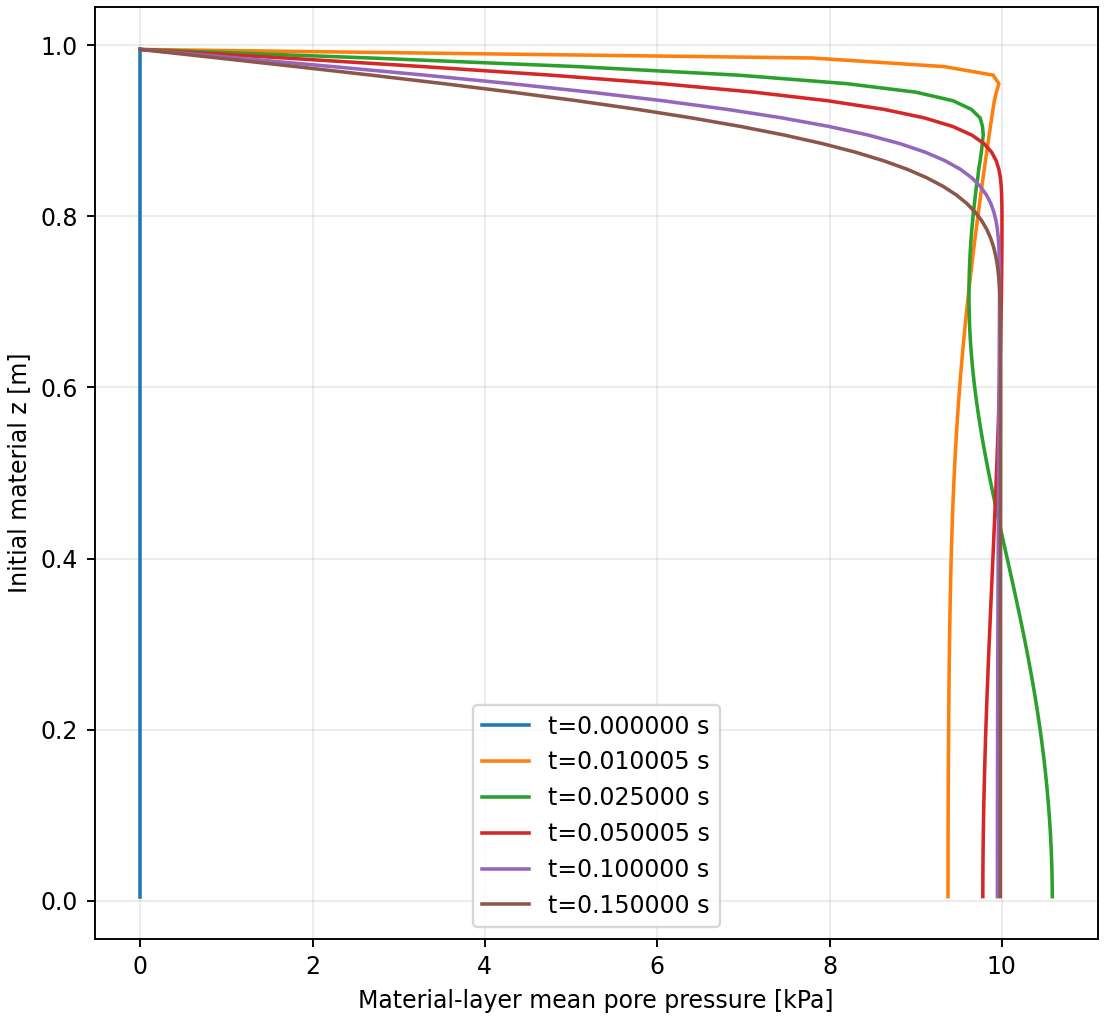 1.0
0.8
0.6
0.4
0.2
0.0
Initial material z [m]
t=0.000000 s
t=0.010005 s
t=0.025000 s
t=0.050005 s
t=0.100000 s
t=0.150000 s
0 2 4 6 8 10
Material-layer mean pore pressure [kPa]